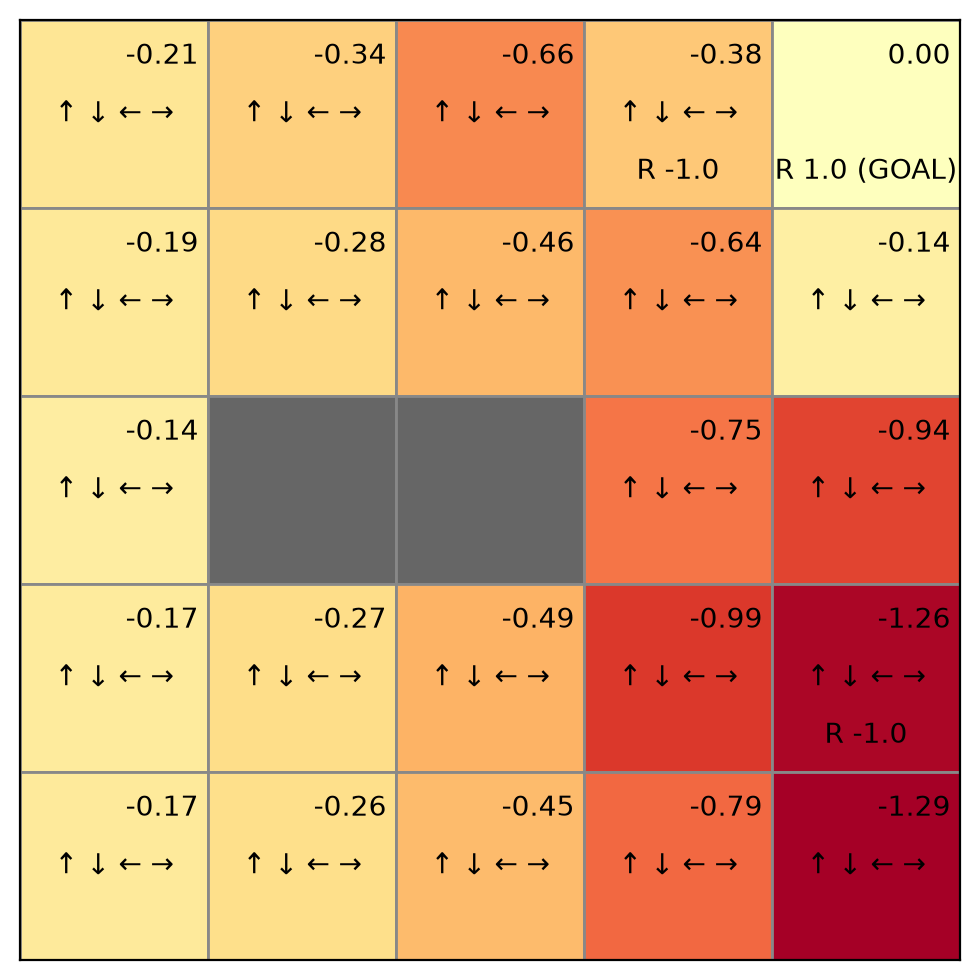 -0.21 -0.34 -0.66 -0.38 0.00
↑ ↓ ← → ↑ ↓ ← → ↑ ↓ ← → ↑ ↓ ← →
R -1.0 R 1.0 (GOAL)
-0.19 -0.28 -0.46 -0.64 -0.14
↑ ↓ ← → ↑ ↓ ← → ↑ ↓ ← → ↑ ↓ ← → ↑ ↓ ← →
-0.14 -0.75 -0.94
↑ ↓ ← → ↑ ↓ ← → ↑ ↓ ← →
-0.17 -0.27 -0.49 -0.99 -1.26
↑ ↓ ← → ↑ ↓ ← → ↑ ↓ ← → ↑ ↓ ← → ↑ ↓ ← →
R -1.0
-0.17 -0.26 -0.45 -0.79 -1.29
↑ ↓ ← → ↑ ↓ ← → ↑ ↓ ← → ↑ ↓ ← → ↑ ↓ ← →